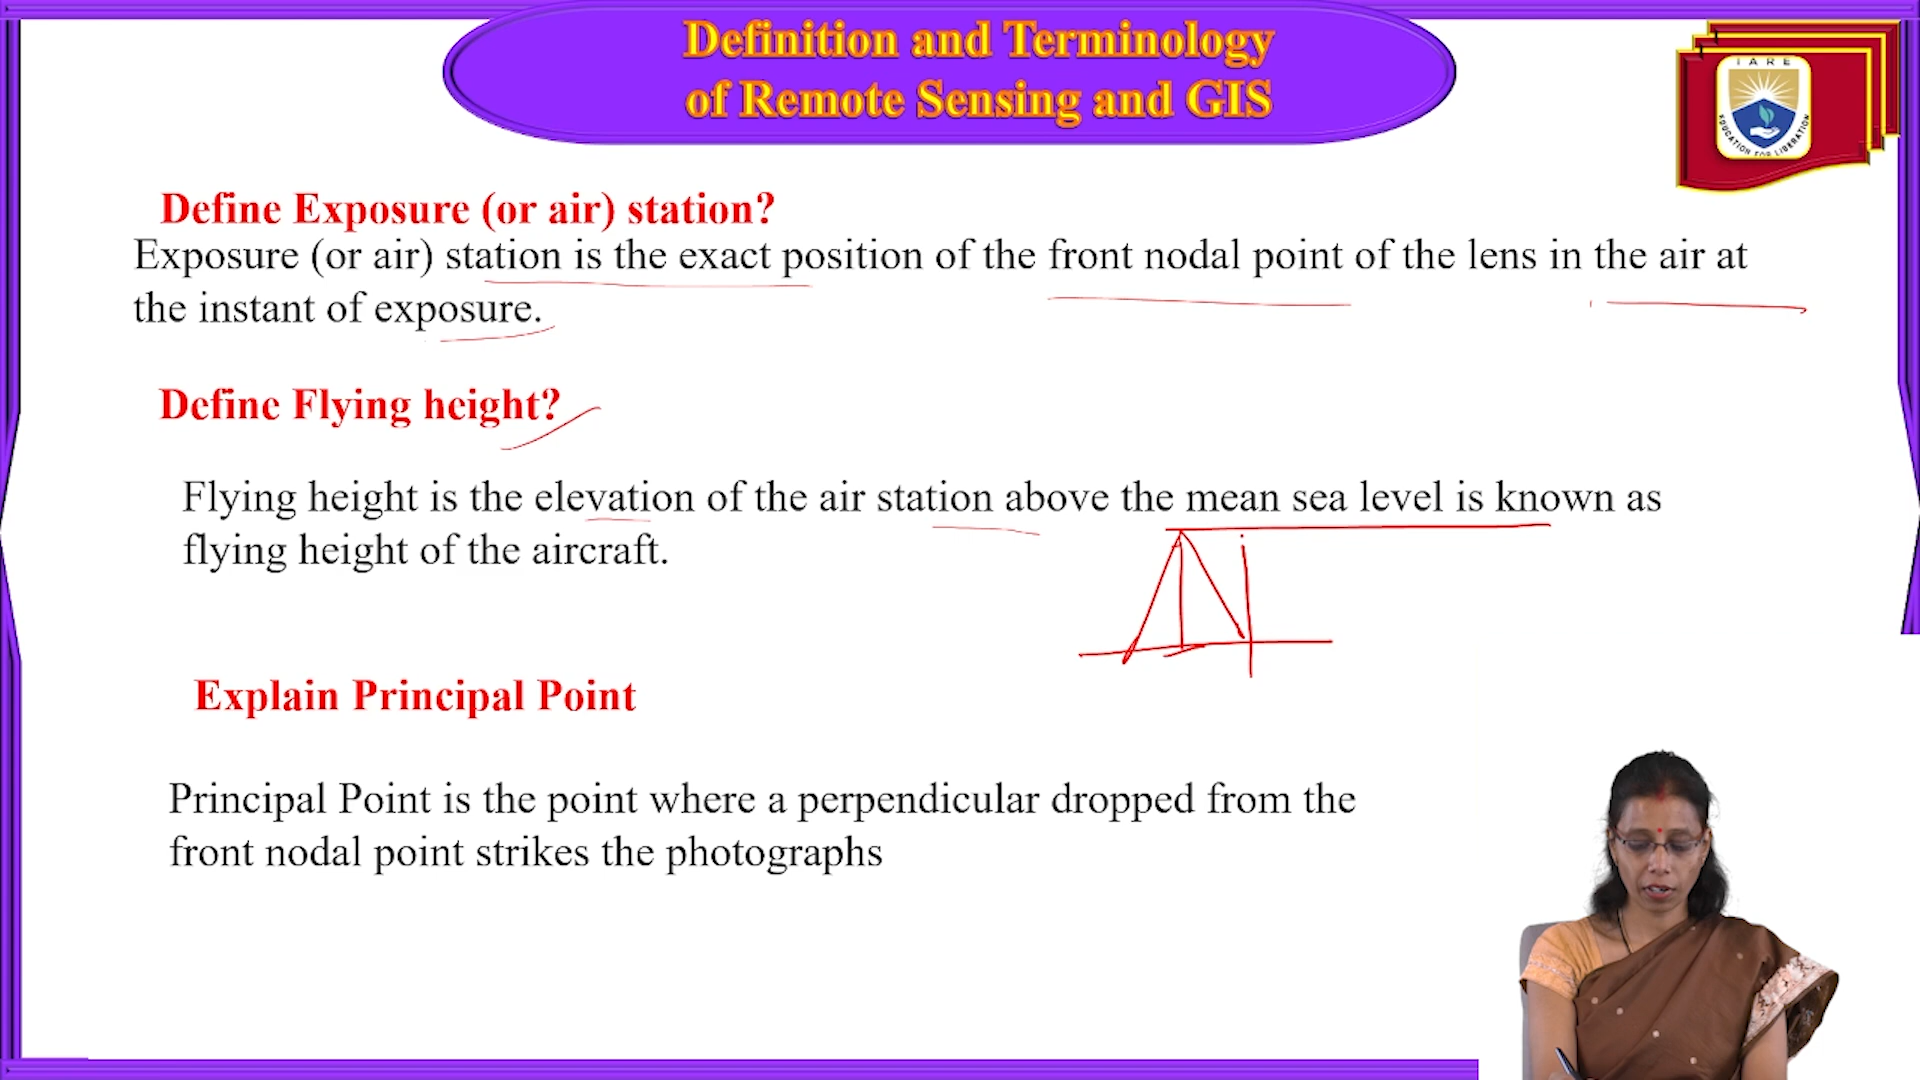 Definition and Terminology
of Remote Sensing and GIS
IARE
EDUCATION FOR LIBERATION
Define Exposure (or air) station?
Exposure (or air) station is the exact position of the front nodal point of the lens in the air at
the instant of exposure.
Define Flying height?
Flying height is the elevation of the air station above the mean sea level is known as
flying height of the aircraft.
Explain Principal Point
Principal Point is the point where a perpendicular dropped from the
front nodal point strikes the photographs